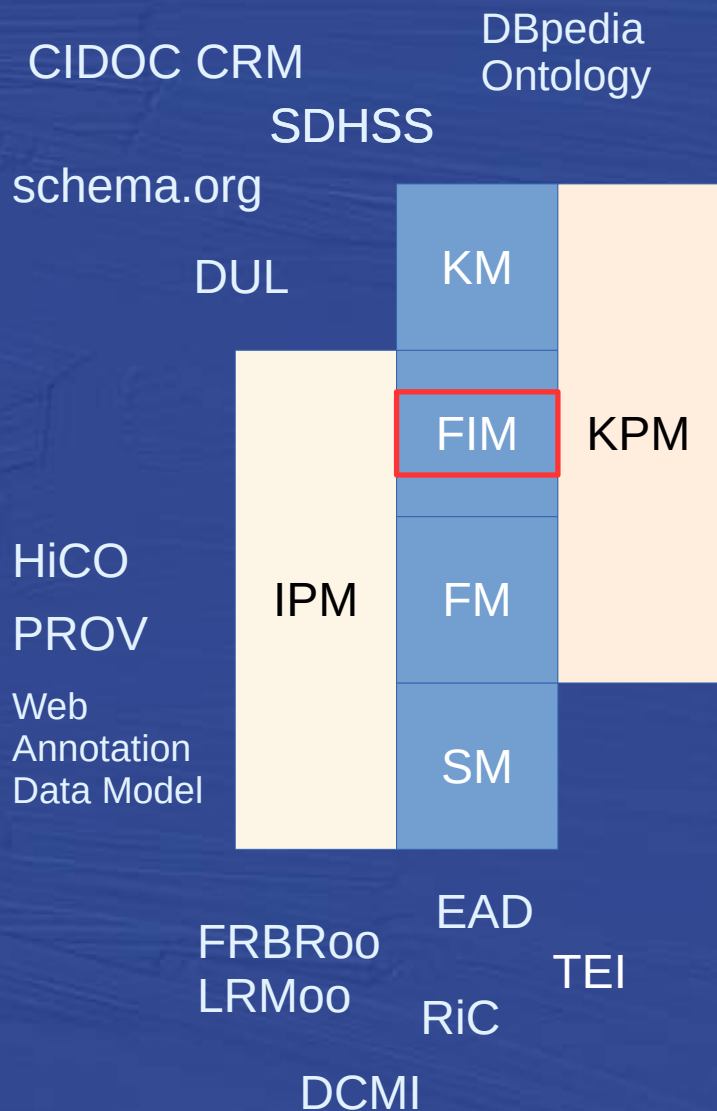 CIDOC CRM
DBpedia
Ontology
SDHSS
schema.org
DUL
KM
FIM
KPM
HiCO
PROV
IPM
FM
Web
Annotation
Data Model
SM
EAD
FRBRoo
LRMoo
TEI
RiC
DCMI